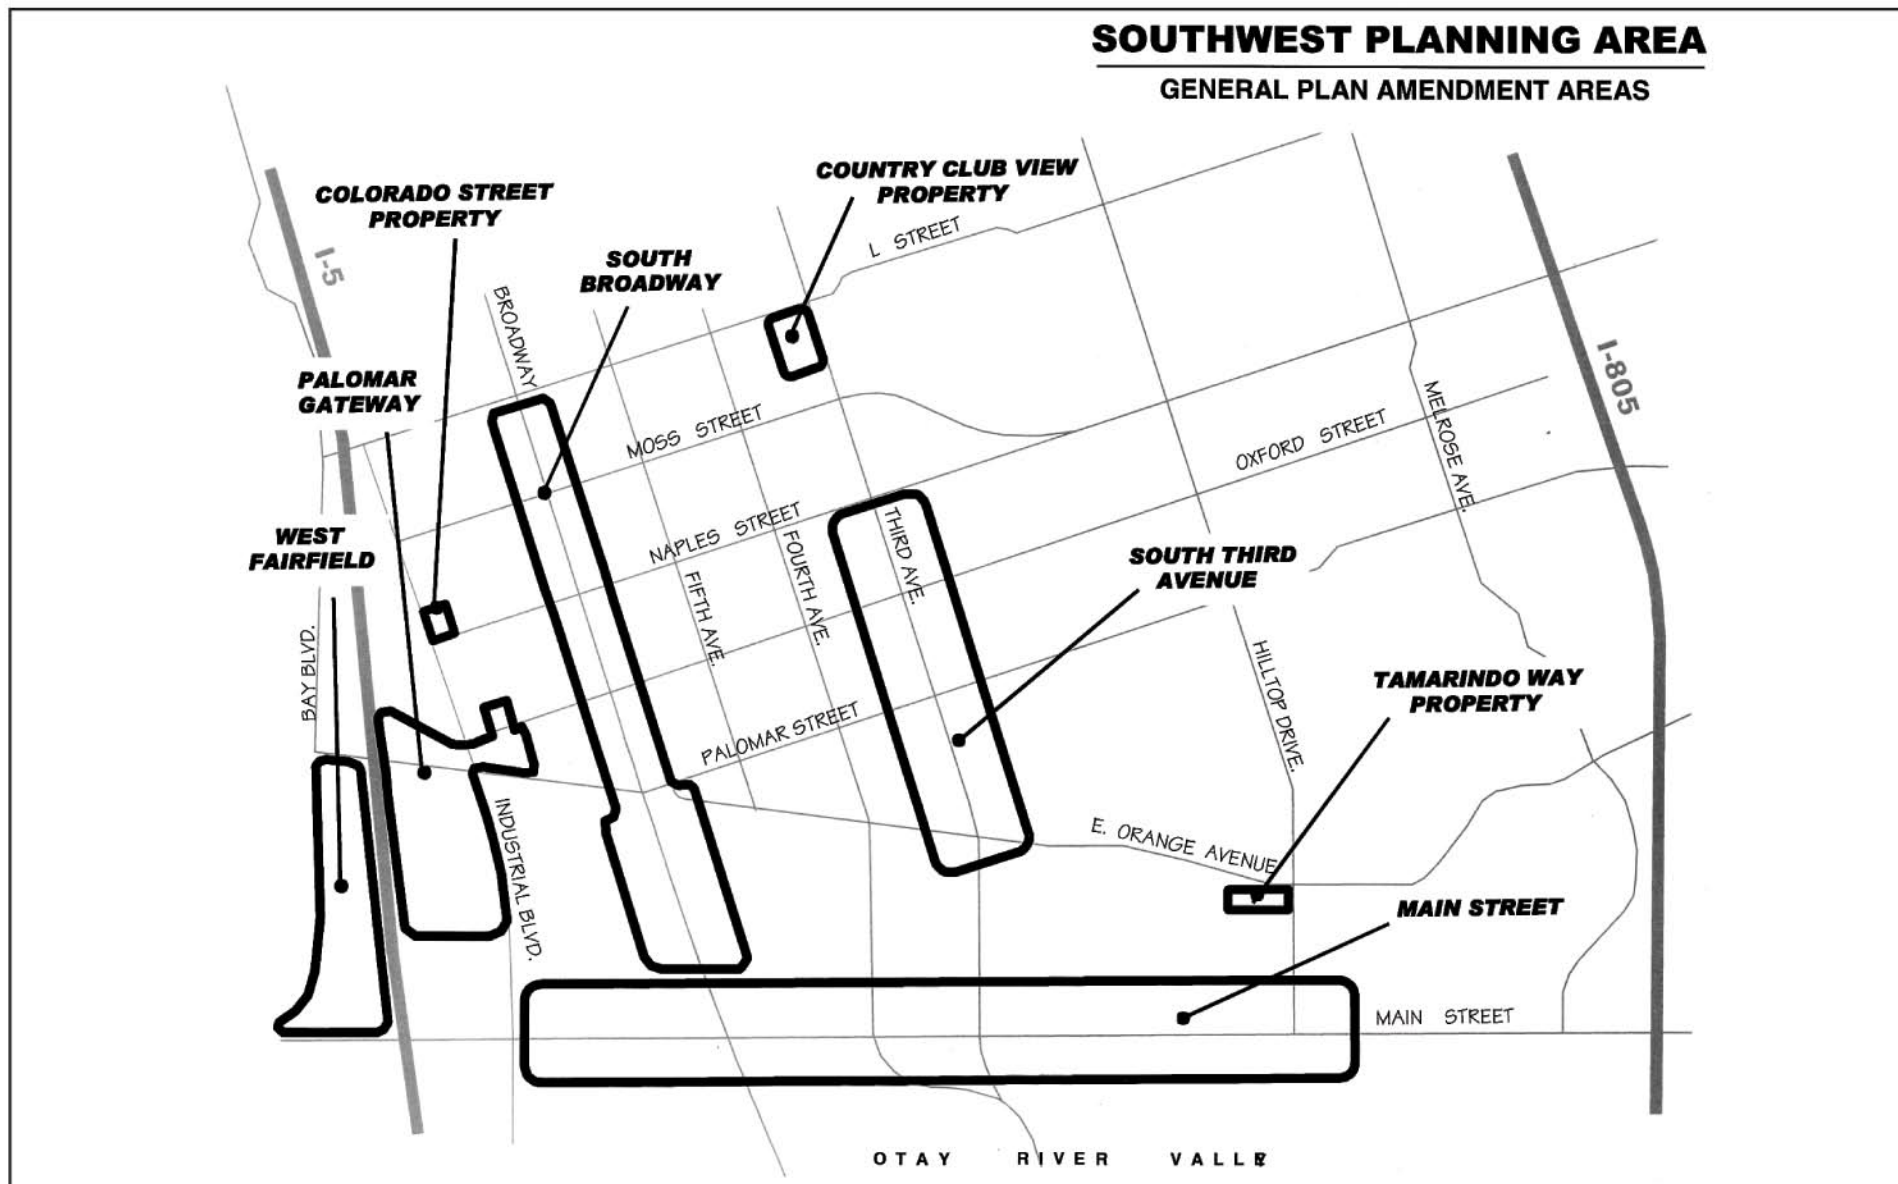 SOUTHWEST PLANNING AREA
GENERAL PLAN AMENDMENT AREAS
COUNTRY CLUB VIEW
PROPERTY
COLORADO STREET
PROPERTY
L STREET
SOUTH
BROADWAY
I-5
BROADWAY
PALOMAR
GATEWAY
I-805
MELROSE AVE.
MOSS STREET
OXFORD STREET
NAPLES STREET
WEST
FAIRFIELD
THIRD AVE.
FOURTH AVE.
FIFTH AVE.
SOUTH THIRD
AVENUE
BAY BLVD.
HILLTOP DRIVE.
TAMARINDO WAY
PROPERTY
PALOMAR STREET
INDUSTRIAL BLVD.
E. ORANGE AVENUE
MAIN STREET
MAIN STREET
OTAY RIVER VALLEY